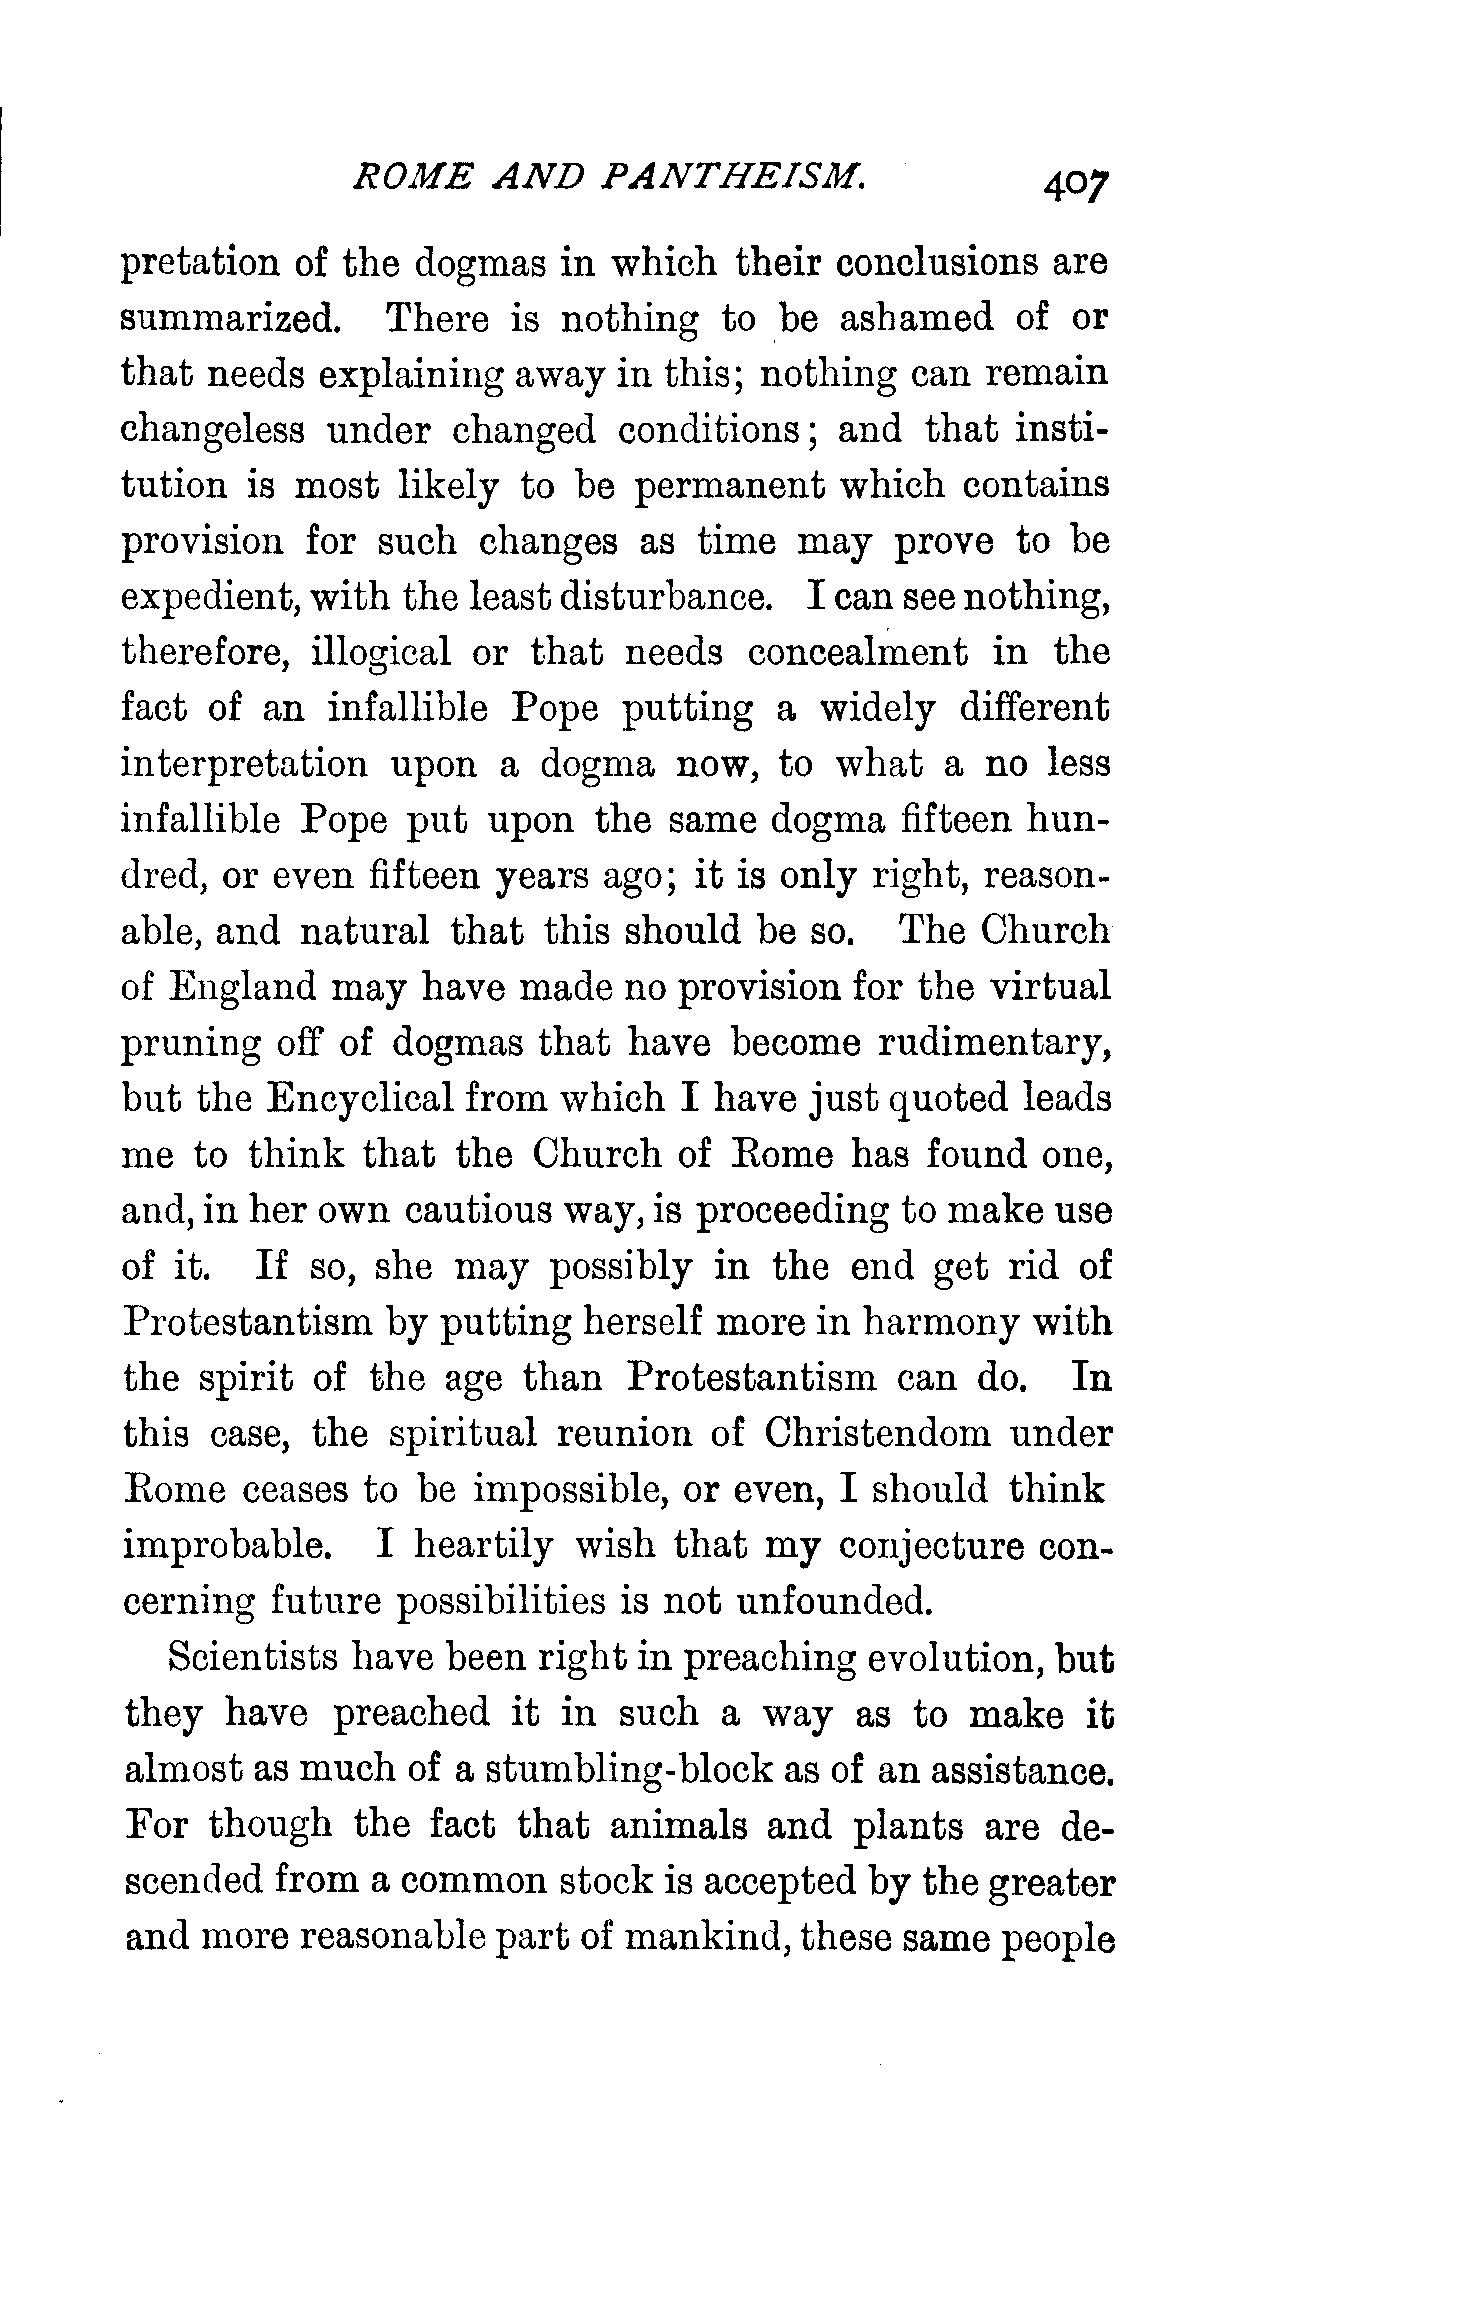 ROME AND PANTHEISM. 407
pretation of the dogmas in which their conclusions are
summarized. There is nothing to be ashamed of or
that needs explaining away in this; nothing can remain
changeless under changed conditions; and that insti-
tution is most likely to be permanent which contains
provision for such changes as time may prove to be
expedient, with the least disturbance. I can see nothing,
therefore, illogical or that needs concealment in the
fact of an infallible Pope putting a widely different
interpretation upon a dogma now, to what a no less
infallible Pope put upon the same dogma fifteen hun-
dred, or even fifteen years ago; it is only right, reason-
able, and natural that this should be so. The Church
of England may have made no provision for the virtual
pruning off of dogmas that have become rudimentary,
but the Encyclical from which I have just quoted leads
me to think that the Church of Rome has found one,
and, in her own cautious way, is proceeding to make use
of it. If so, she may possibly in the end get rid of
Protestantism by putting herself more in harmony with
the spirit of the age than Protestantism can do. In
this case, the spiritual reunion of Christendom under
Rome ceases to be impossible, or even, I should think
improbable. I heartily wish that my conjecture con-
cerning future possibilities is not unfounded.
Scientists have been right in preaching evolution, but
they have preached it in such a way as to make it
almost as much of a stumbling-block as of an assistance.
For though the fact that animals and plants are de-
scended from a common stock is accepted by the greater
and more reasonable part of mankind, these same people